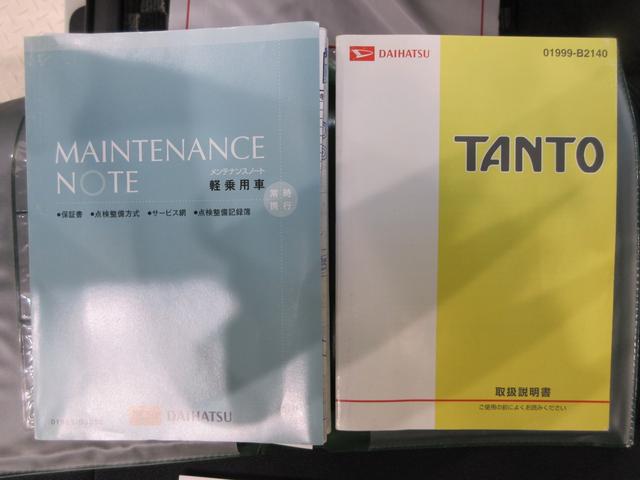 MAINTENANCE
NOTE
メンテナンスノート
軽乗用車
常時
携行
●保証書 ●点検整備方式 ●サービス網 ●点検整備記録簿
DAIHATSU
DAIHATSU
01999-B2140
TANTO
取扱説明書
ご使用の前によくお読みください